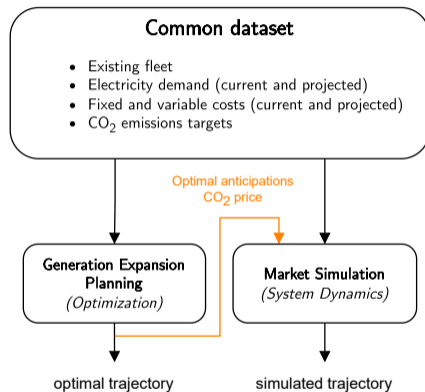 Common dataset
• Existing fleet
• Electricity demand (current and projected)
• Fixed and variable costs (current and projected)
• CO₂ emissions targets
Optimal anticipations
CO₂ price
Generation Expansion
Planning
(Optimization)
Market Simulation
(System Dynamics)
optimal trajectory
simulated trajectory